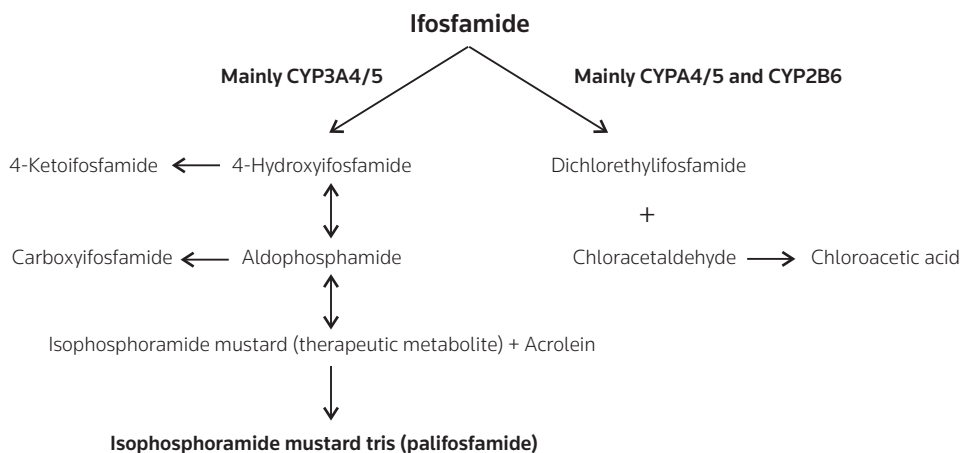 Ifosfamide
Mainly CYP3A4/5
Mainly CYPA4/5 and CYP2B6
4-Ketoifosfamide
4-Hydroxyifosfamide
Dichlorethylifosfamide
+
Carboxyifosfamide
Aldophosphamide
Chloracetaldehyde
Chloroacetic acid
Isophosphoramide mustard (therapeutic metabolite) + Acrolein
Isophosphoramide mustard tris (palifosfamide)